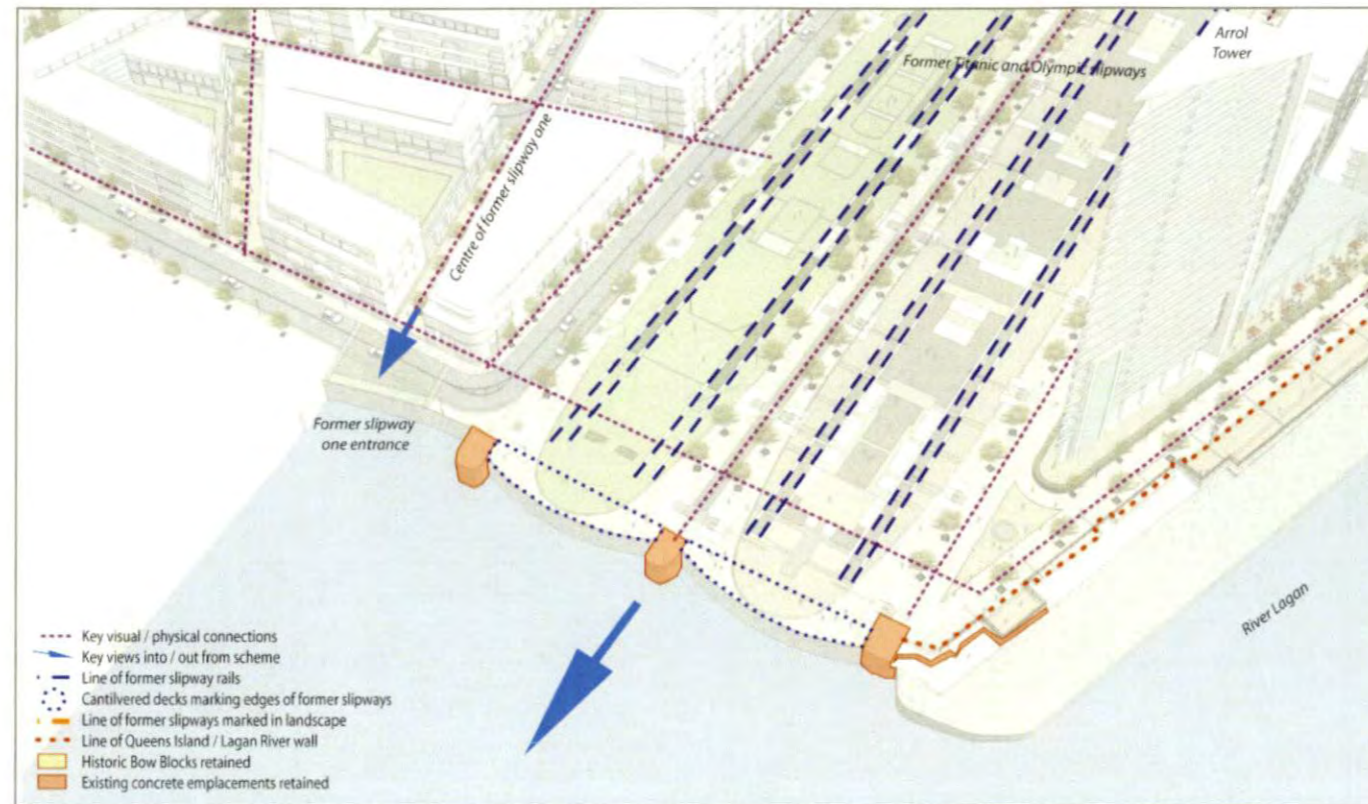 Arrol
Tower
Former Titanic and Olympic slipways
Centre of former slipway one
Former slipway
one entrance
River Lagan
Key visual / physical connections
Key views into / out from scheme
Line of former slipway rails
Cantilvered decks marking edges of former slipways
Line of former slipways marked in landscape
Line of Queens Island / Lagan River wall
Historic Bow Blocks retained
Existing concrete emplacements retained